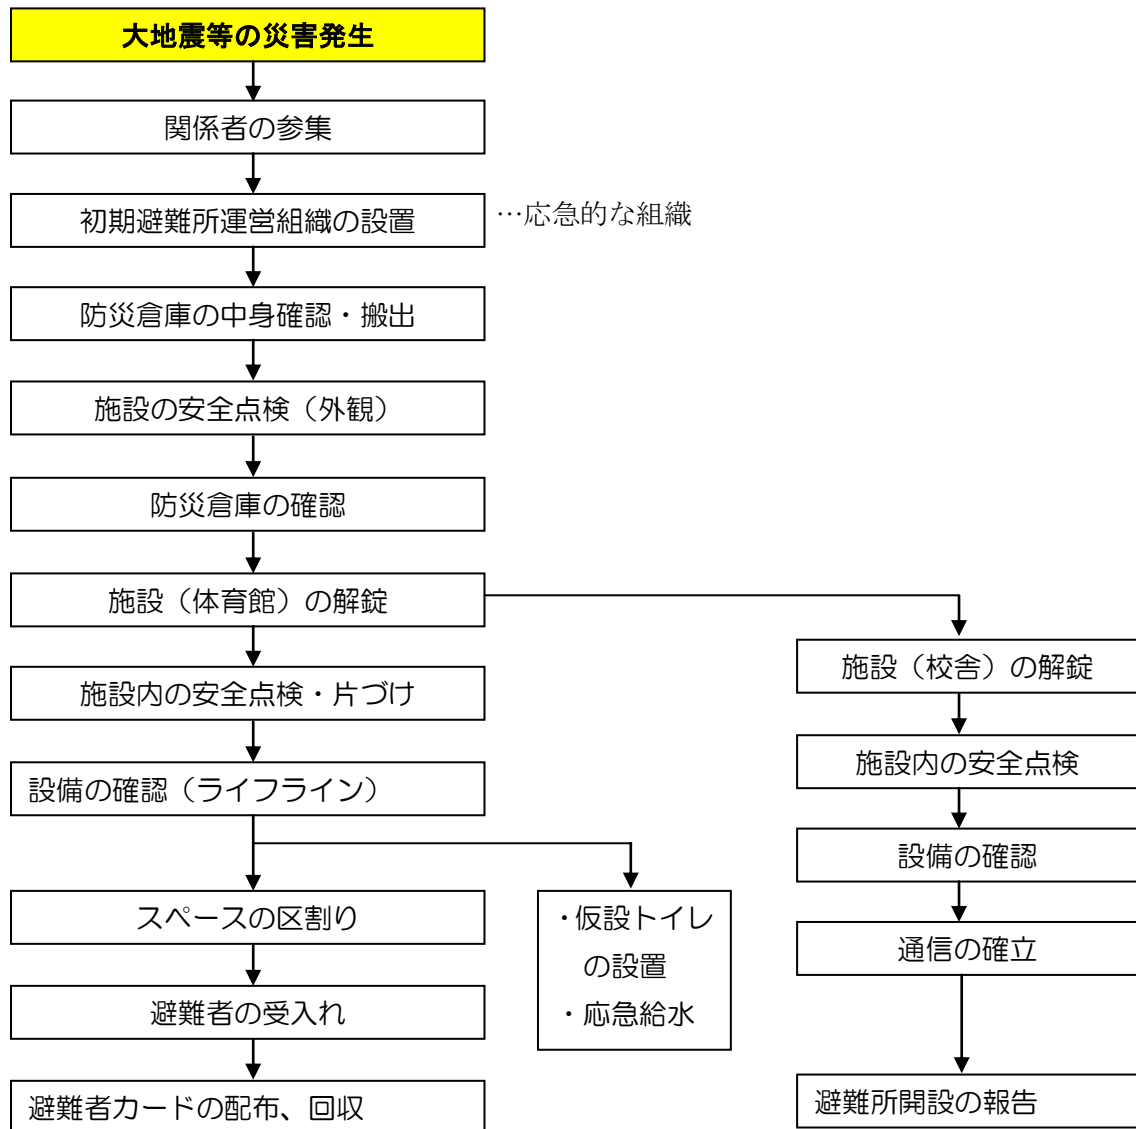 大地震等の災害発生
関係者の参集
初期避難所運営組織の設置
…応急的な組織
防災倉庫の中身確認・搬出
施設の安全点検（外観）
防災倉庫の確認
施設（体育館）の解錠
施設内の安全点検・片づけ
設備の確認（ライフライン）
スペースの区割り
避難者の受入れ
避難者カードの配布、回収
・仮設トイレ
の設置
・応急給水
施設（校舎）の解錠
施設内の安全点検
設備の確認
通信の確立
避難所開設の報告